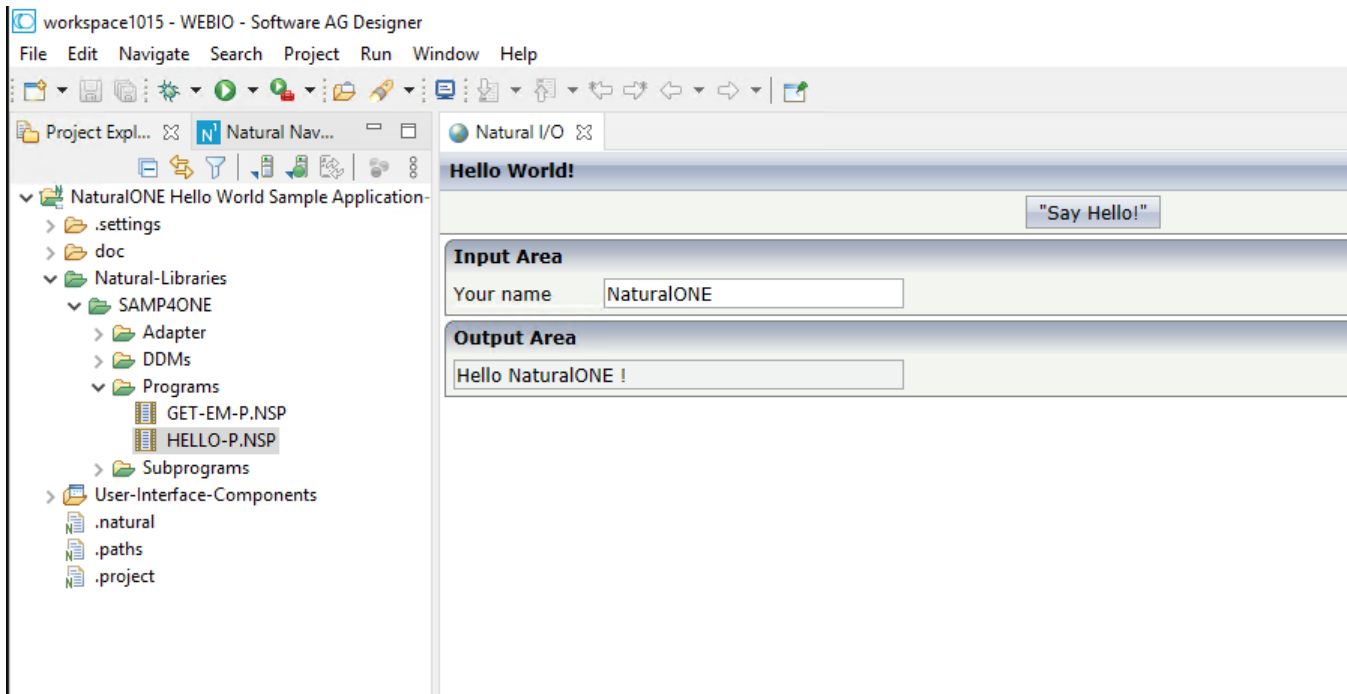 workspace1015 - WEBIO - Software AG Designer
File Edit Navigate Search Project Run Window Help
Project Expl... N1 Natural Nav...
NaturalONE Hello World Sample Application-
.settings
doc
Natural-Libraries
SAMP4ONE
Adapter
DDMs
Programs
GET-EM-P.NSP
HELLO-P.NSP
Subprograms
User-Interface-Components
.natural
.paths
.project
Natural I/O
Hello World!
"Say Hello!"
Input Area
Your name NaturalONE
Output Area
Hello NaturalONE !